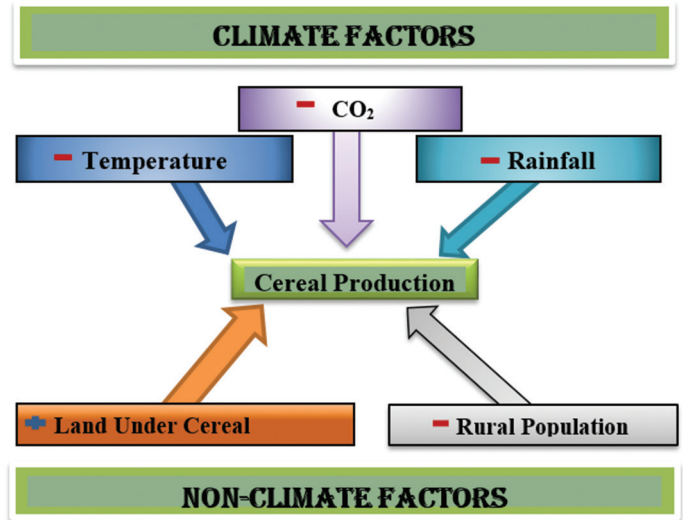 CLIMATE FACTORS
- CO₂
- Temperature
- Rainfall
Cereal Production
+ Land Under Cereal
- Rural Population
NON-CLIMATE FACTORS